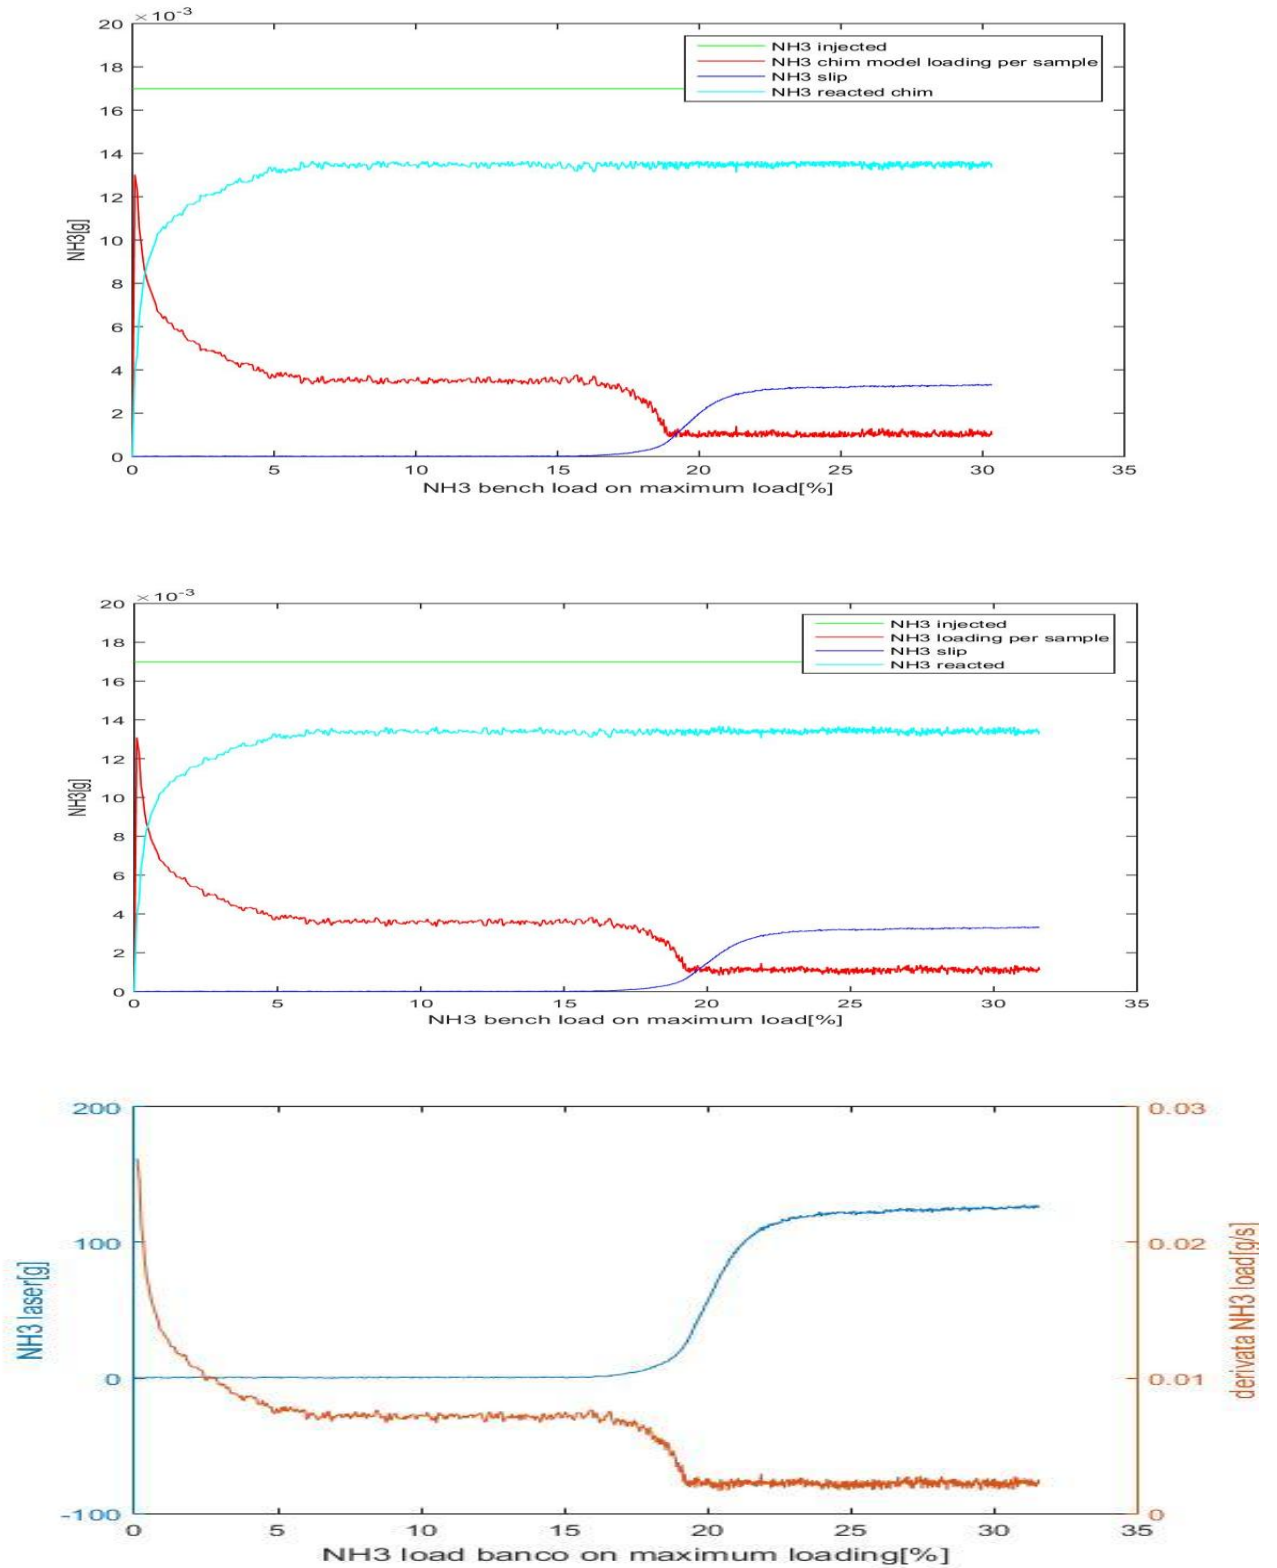 ×10-3
20
18
16
14
12
10
8
6
4
2
0
NH3[g]
NH3 injected
NH3 chim model loading per sample
NH3 slip
NH3 reacted chim
0 5 10 15 20 25 30 35
NH3 bench load on maximum load[%]
×10-3
20
18
16
14
12
10
8
6
4
2
0
NH3[g]
NH3 injected
NH3 loading per sample
NH3 slip
NH3 reacted
0 5 10 15 20 25 30 35
NH3 bench load on maximum load[%]
200
100
0
-100
NH3 laser[g]
0.03
0.02
0.01
0
derivata NH3 load[g/s]
0 5 10 15 20 25 30 35
NH3 load banco on maximum loading[%]